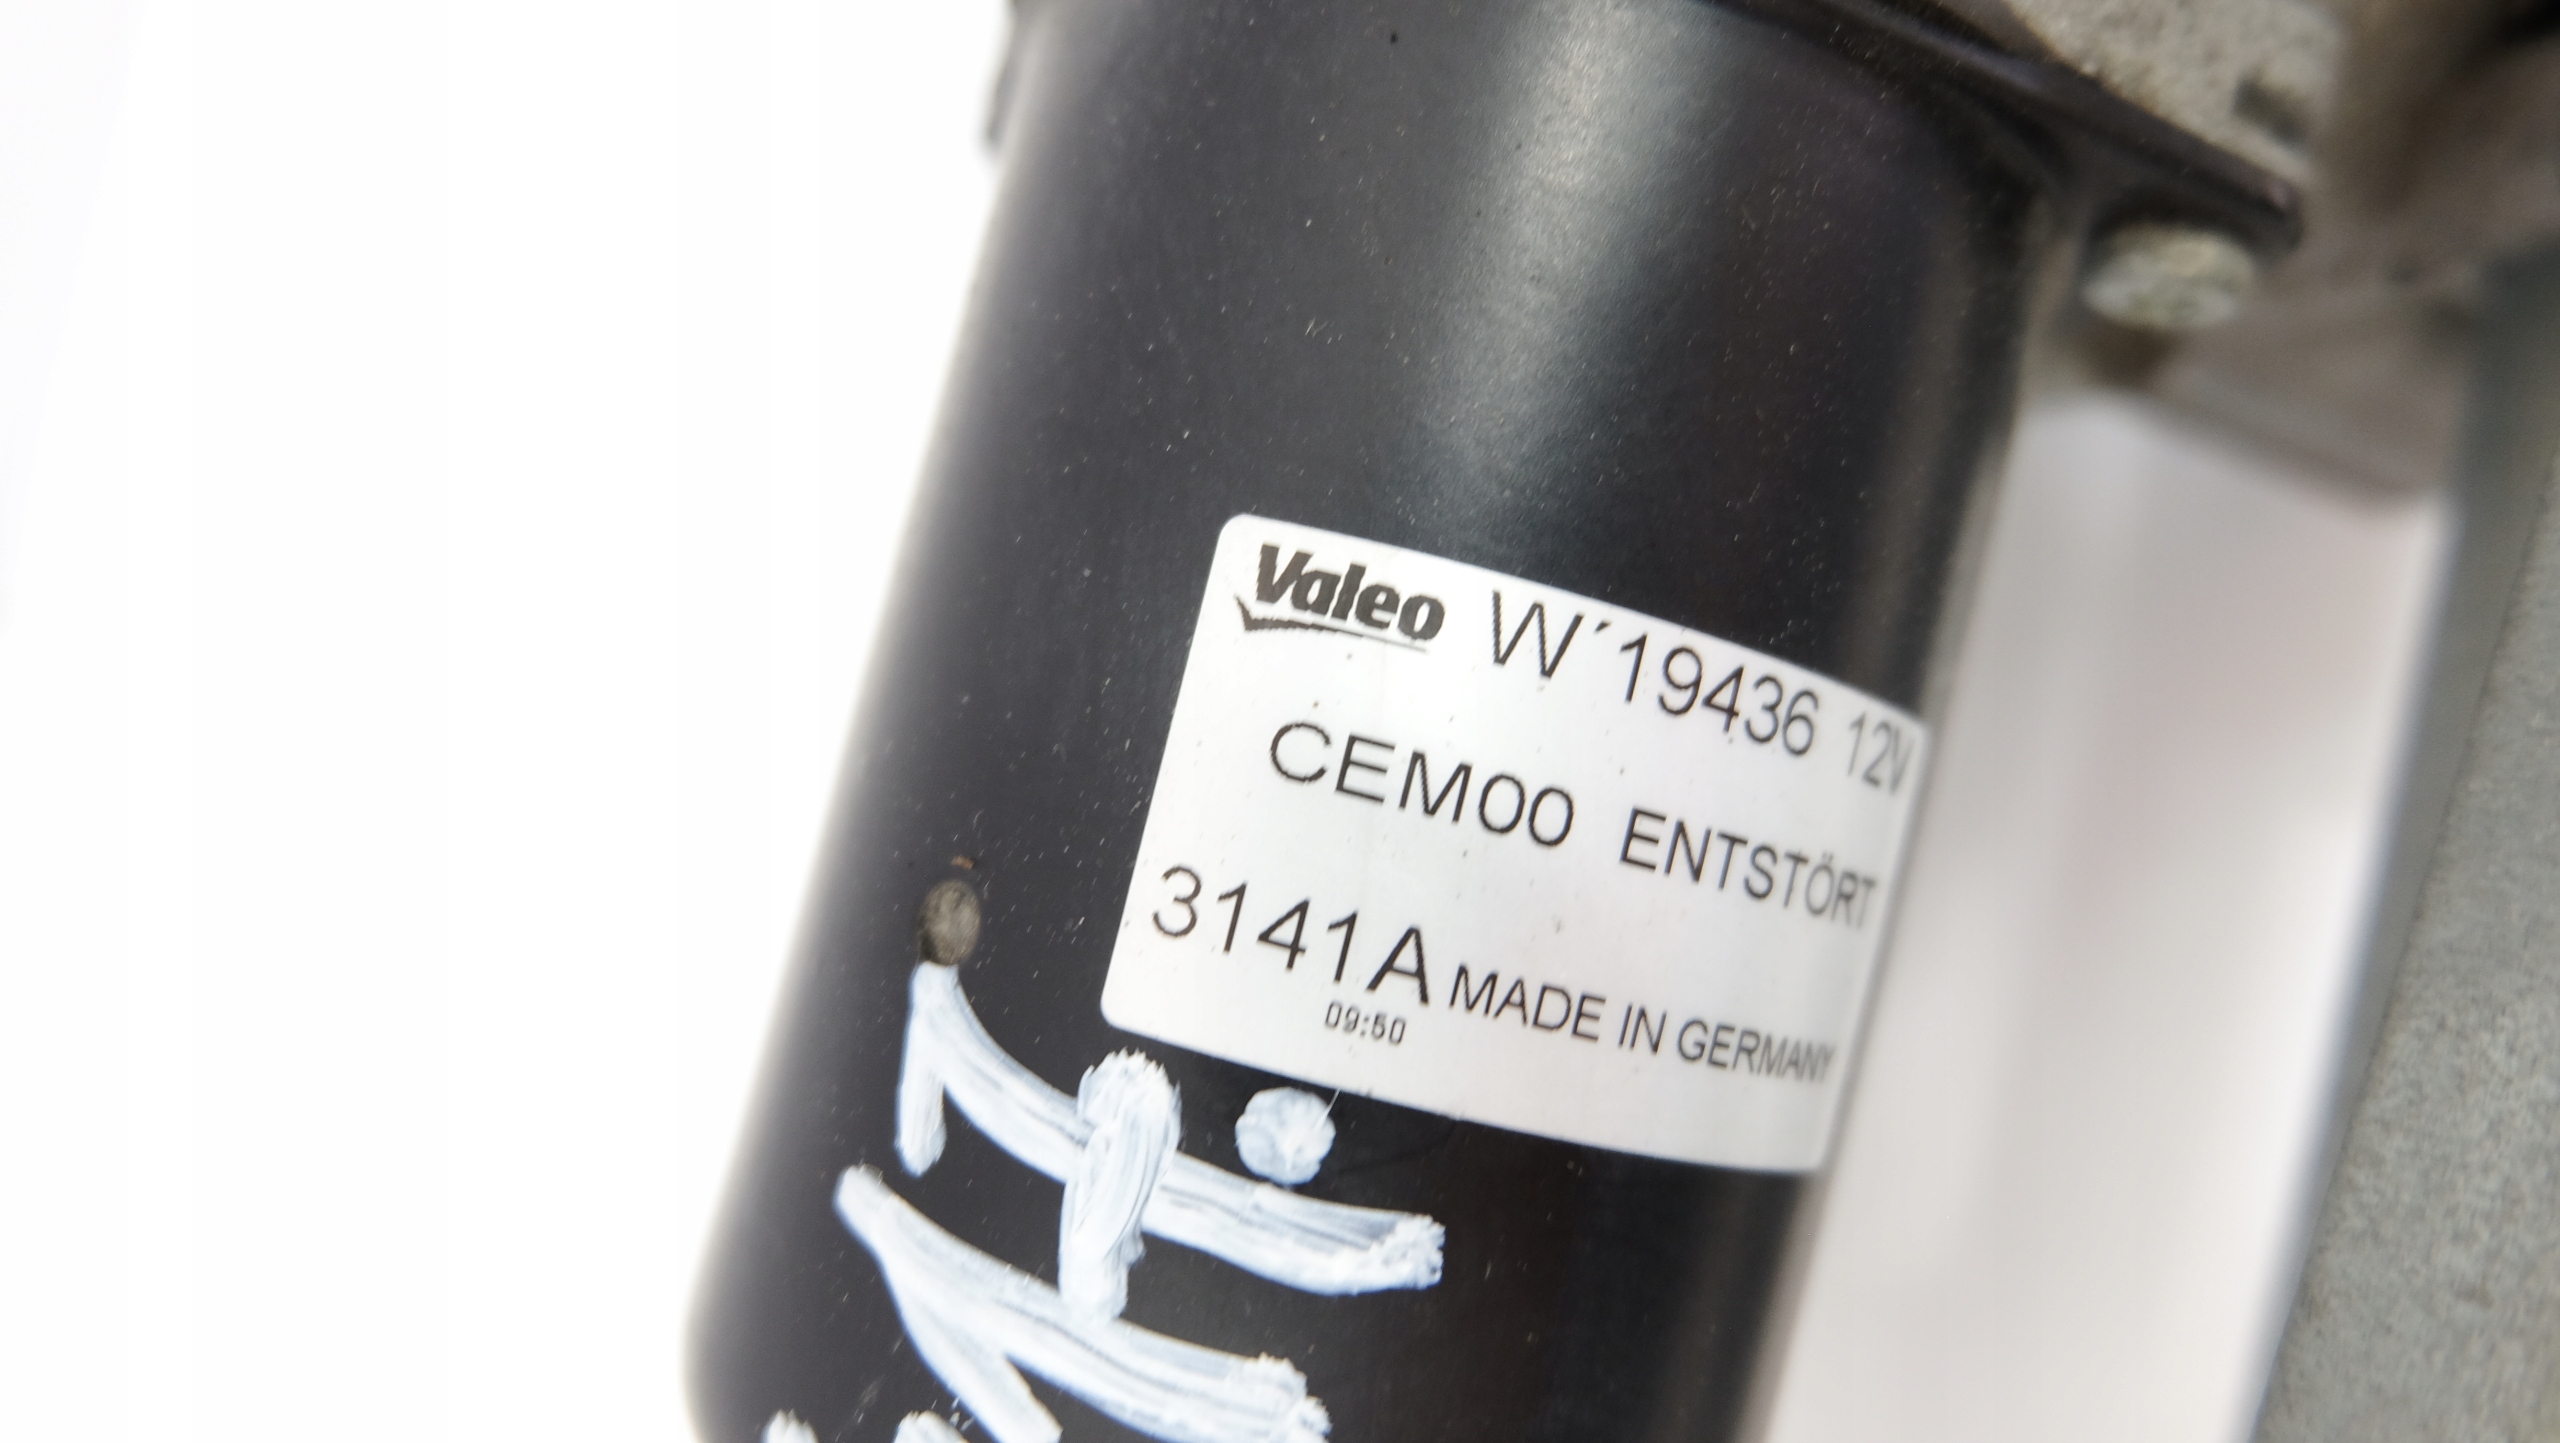 Valeo W´19436 12V
CEM00 ENTSTÖRT
3141A MADE IN GERMANY
09:50